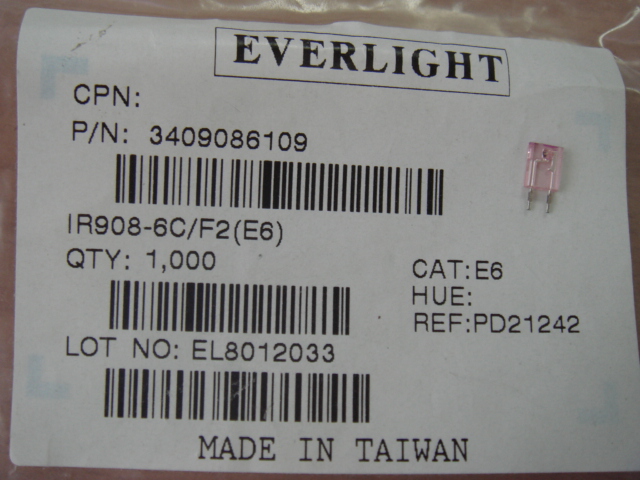 EVERLIGHT
CPN:
P/N: 3409086109
IR908-6C/F2(E6)
QTY: 1,000
CAT:E6
HUE:
REF:PD21242
LOT NO: EL8012033
MADE IN TAIWAN